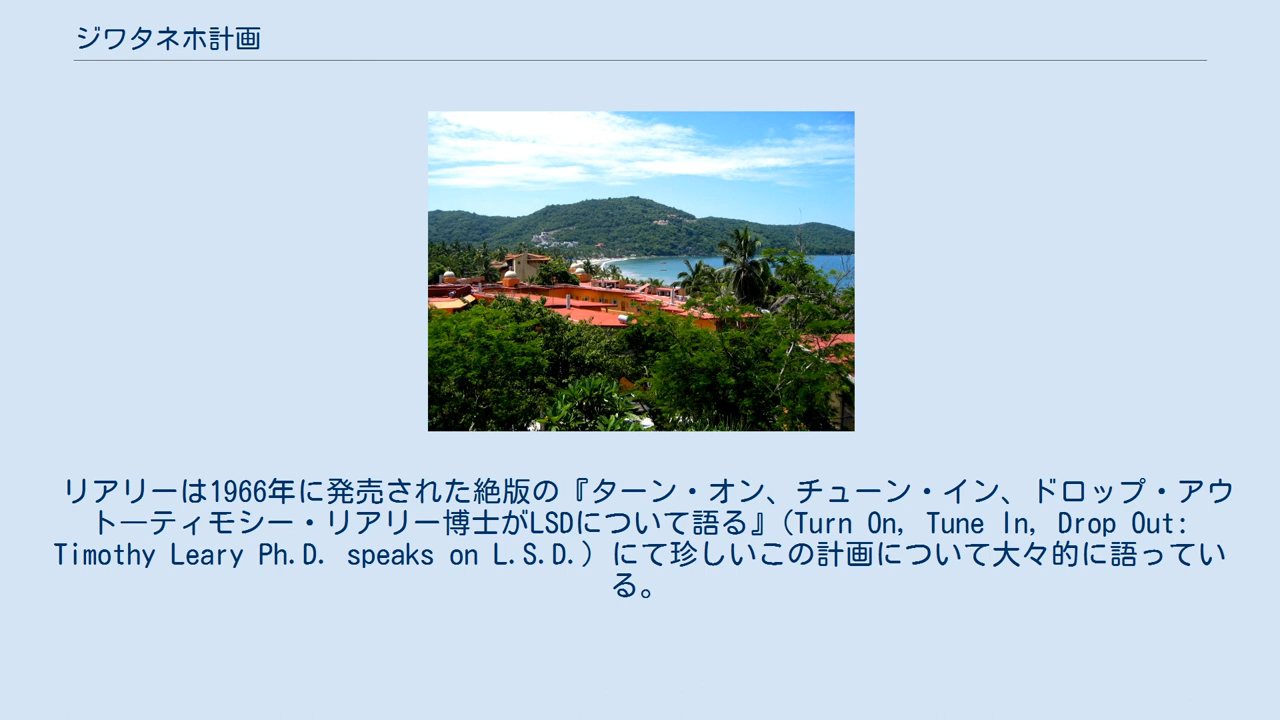 ジワタネホ計画
リアリーは1966年に発売された絶版の『ターン・オン、チューン・イン、ドロップ・アウ
ト―ティモシー・リアリー博士がLSDについて語る』(Turn On, Tune In, Drop Out:
Timothy Leary Ph.D. speaks on L.S.D.) にて珍しいこの計画について大々的に語ってい
る。